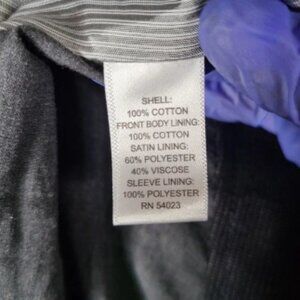 SHELL:
100% COTTON
FRONT BODY LINING:
100% COTTON
SATIN LINING:
60% POLYESTER
40% VISCOSE
SLEEVE LINING:
100% POLYESTER
RN 54023